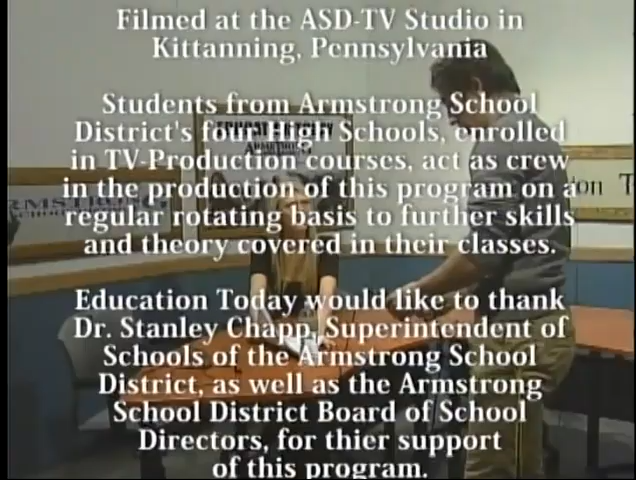 Filmed at the ASD-TV Studio in
Kittanning, Pennsylvania
Students from Armstrong School
District's four High Schools, enrolled
in TV-Production courses, act as crew
in the production of this program on a
regular rotating basis to further skills
and theory covered in their classes.
Education Today would like to thank
Dr. Stanley Chapp, Superintendent of
Schools of the Armstrong School
District, as well as the Armstrong
School District Board of School
Directors, for thier support
of this program.